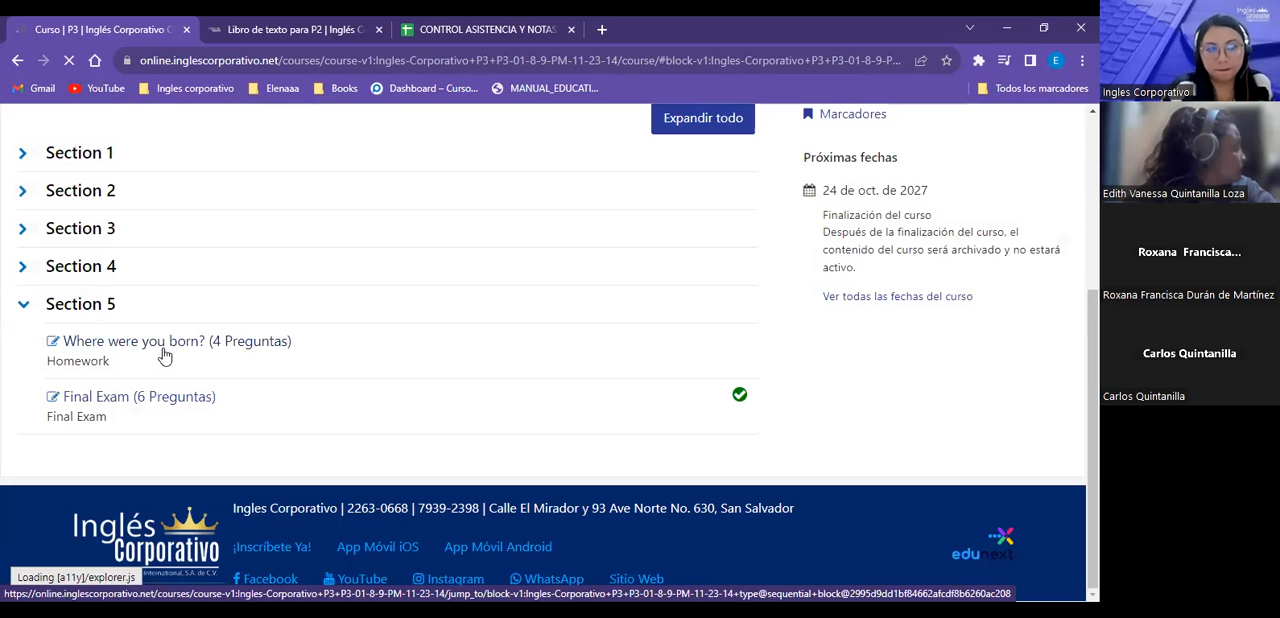 Curso | P3 | Inglés Corporativo C
Libro de texto para P2 | Inglés C
CONTROL ASISTENCIA Y NOTAS
online.inglescorporativo.net/courses/course-v1:Ingles-Corporativo+P3+P3-01-8-9-PM-11-23-14/course/#block-v1:Ingles-Corporativo+P3+P3-01-8-9-P...
E
Gmail
YouTube
Ingles corporativo
Elenaaa
Books
Dashboard – Curso...
MANUAL_EDUCATI...
Todos los marcadores
Expandir todo
Marcadores
Section 1
Section 2
Section 3
Section 4
Section 5
Where were you born? (4 Preguntas)
Homework
Final Exam (6 Preguntas)
Final Exam
Próximas fechas
24 de oct. de 2027
Finalización del curso
Después de la finalización del curso, el
contenido del curso será archivado y no estará
activo.
Ver todas las fechas del curso
Inglés
Corporativo
International, S.A. de C.V.
Ingles Corporativo | 2263-0668 | 7939-2398 | Calle El Mirador y 93 Ave Norte No. 630, San Salvador
¡Inscríbete Ya!
App Móvil iOS
App Móvil Android
Facebook
YouTube
Instagram
WhatsApp
Sitio Web
edunext
Loading [a11y]/explorer.js
https://online.inglescorporativo.net/courses/course-v1:Ingles-Corporativo+P3+P3-01-8-9-PM-11-23-14/jump_to/block-v1:Ingles-Corporativo+P3+P3-01-8-9-PM-11-23-14+type@sequential+block@2995d9dd1bf84662afcdf8b6260ac208
Inglés
Corporativo
Ingles Corporativo
Edith Vanessa Quintanilla Loza
Roxana Francisca...
Roxana Francisca Durán de Martínez
Carlos Quintanilla
Carlos Quintanilla